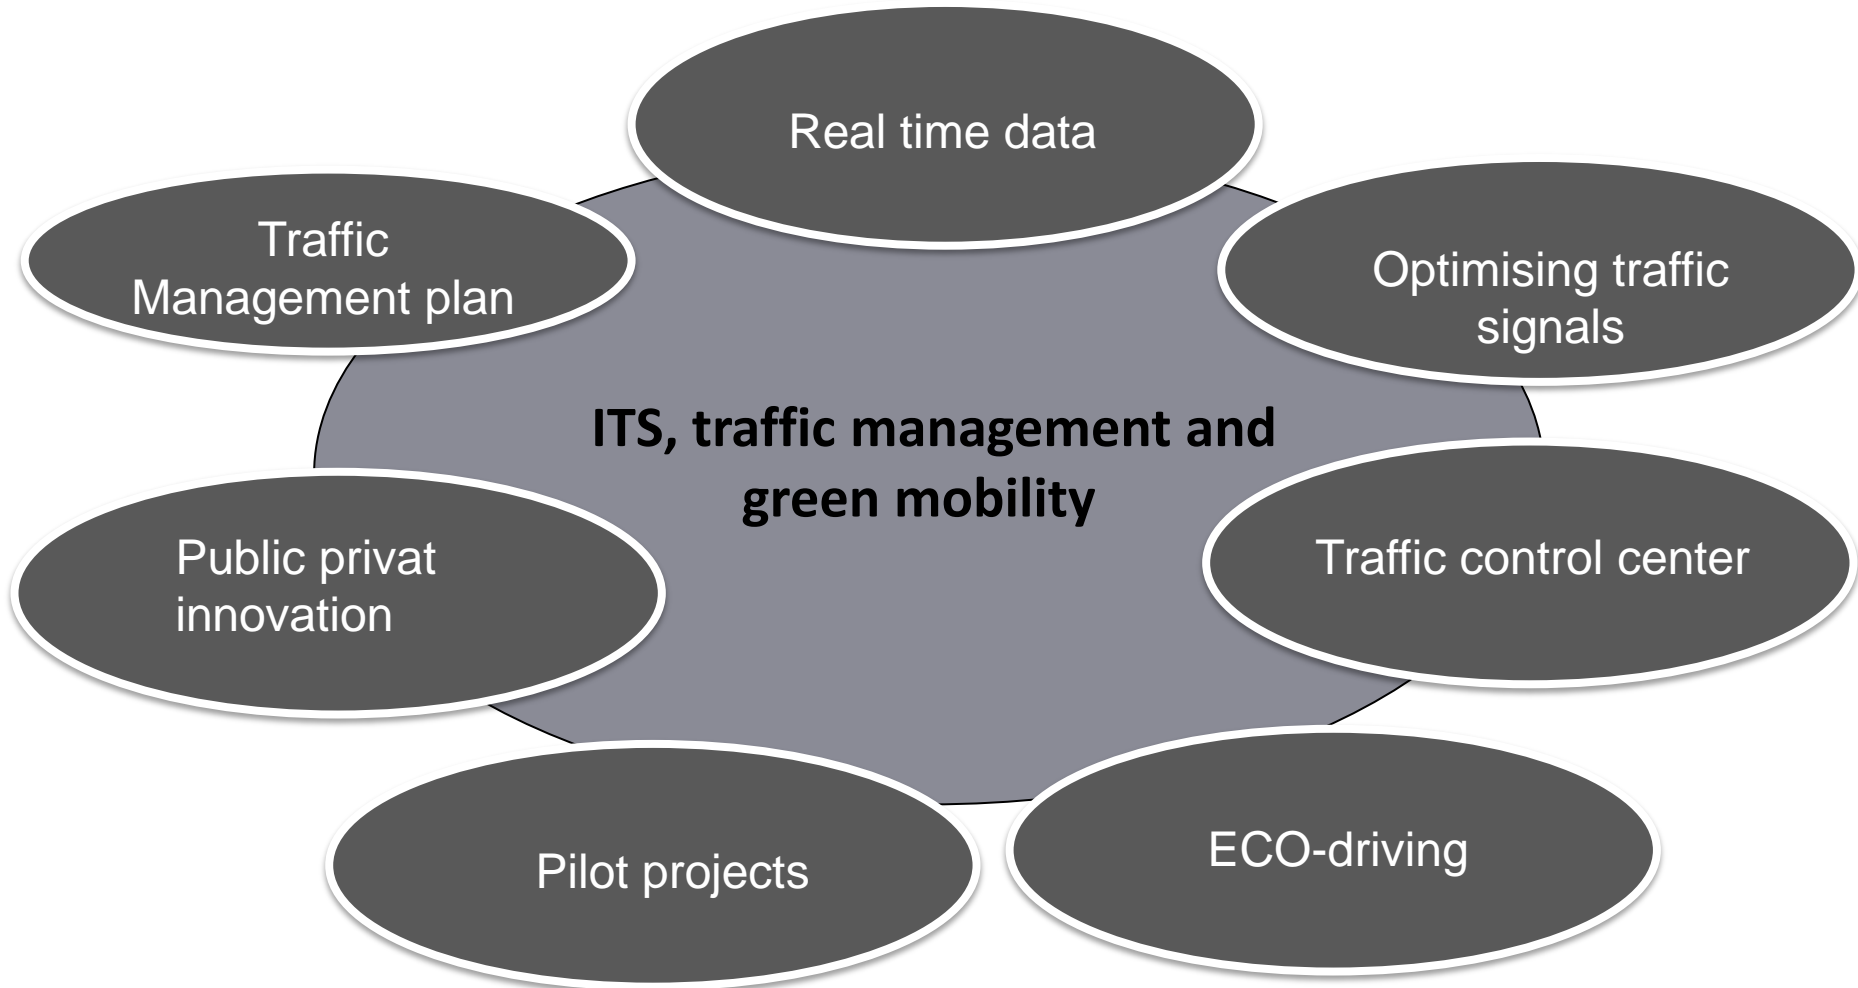 Real time data
Traffic
Management plan
Optimising traffic
signals
ITS, traffic management and
green mobility
Public privat
innovation
Traffic control center
Pilot projects
ECO-driving